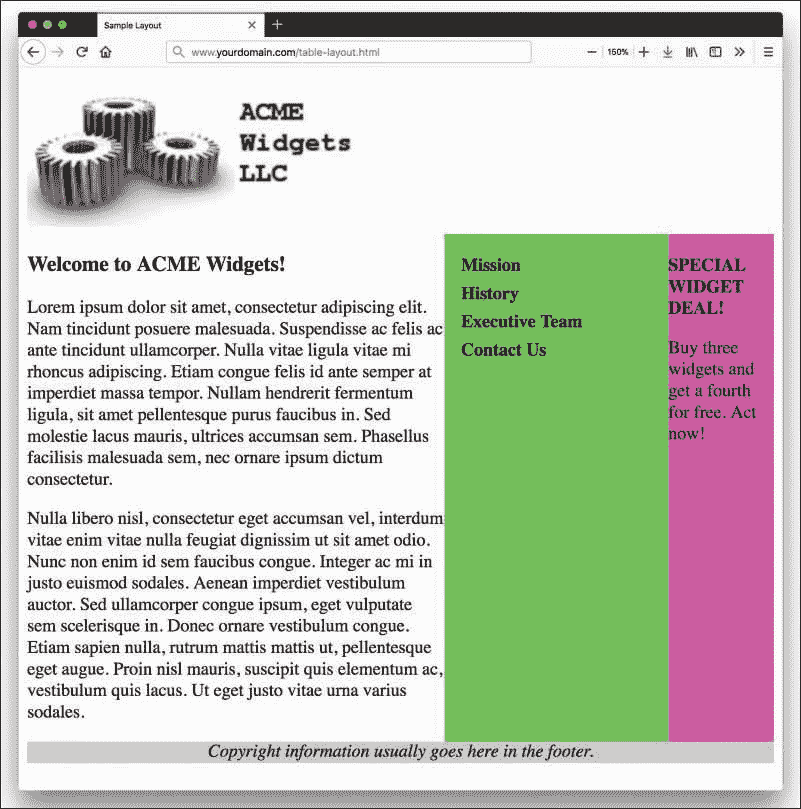 Sample Layout
www.yourdomain.com/table-layout.html
150%
ACME
Widgets
LLC
Welcome to ACME Widgets!
Lorem ipsum dolor sit amet, consectetur adipiscing elit.
Nam tincidunt posuere malesuada. Suspendisse ac felis ac
ante tincidunt ullamcorper. Nulla vitae ligula vitae mi
rhoncus adipiscing. Etiam congue felis id ante semper at
imperdiet massa tempor. Nullam hendrerit fermentum
ligula, sit amet pellentesque purus faucibus in. Sed
molestie lacus mauris, ultrices accumsan sem. Phasellus
facilisis malesuada sem, nec ornare ipsum dictum
consectetur.
Nulla libero nisl, consectetur eget accumsan vel, interdum
vitae enim vitae nulla feugiat dignissim ut sit amet odio.
Nunc non enim id sem faucibus congue. Integer ac mi in
justo euismod sodales. Aenean imperdiet vestibulum
auctor. Sed ullamcorper congue ipsum, eget vulputate
sem scelerisque in. Donec ornare vestibulum congue.
Etiam sapien nulla, rutrum mattis mattis ut, pellentesque
eget augue. Proin nisl mauris, suscipit quis elementum ac,
vestibulum quis lacus. Ut eget justo vitae urna varius
sodales.
Mission
History
Executive Team
Contact Us
SPECIAL
WIDGET
DEAL!
Buy three
widgets and
get a fourth
for free. Act
now!
Copyright information usually goes here in the footer.